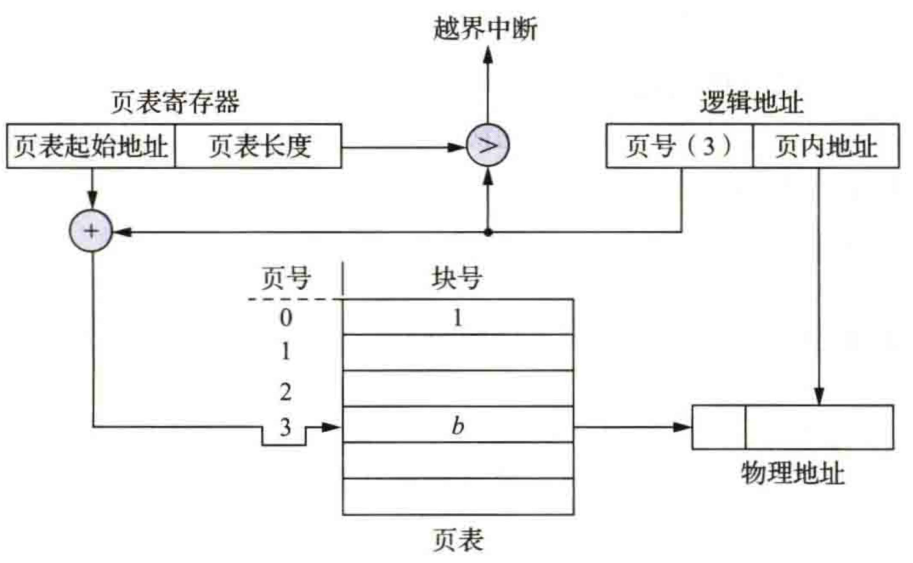 越界中断
页表寄存器
逻辑地址
页表起始地址 页表长度
>
页号（3） 页内地址
+
页号 块号
0 1
1
2
3 b
物理地址
页表